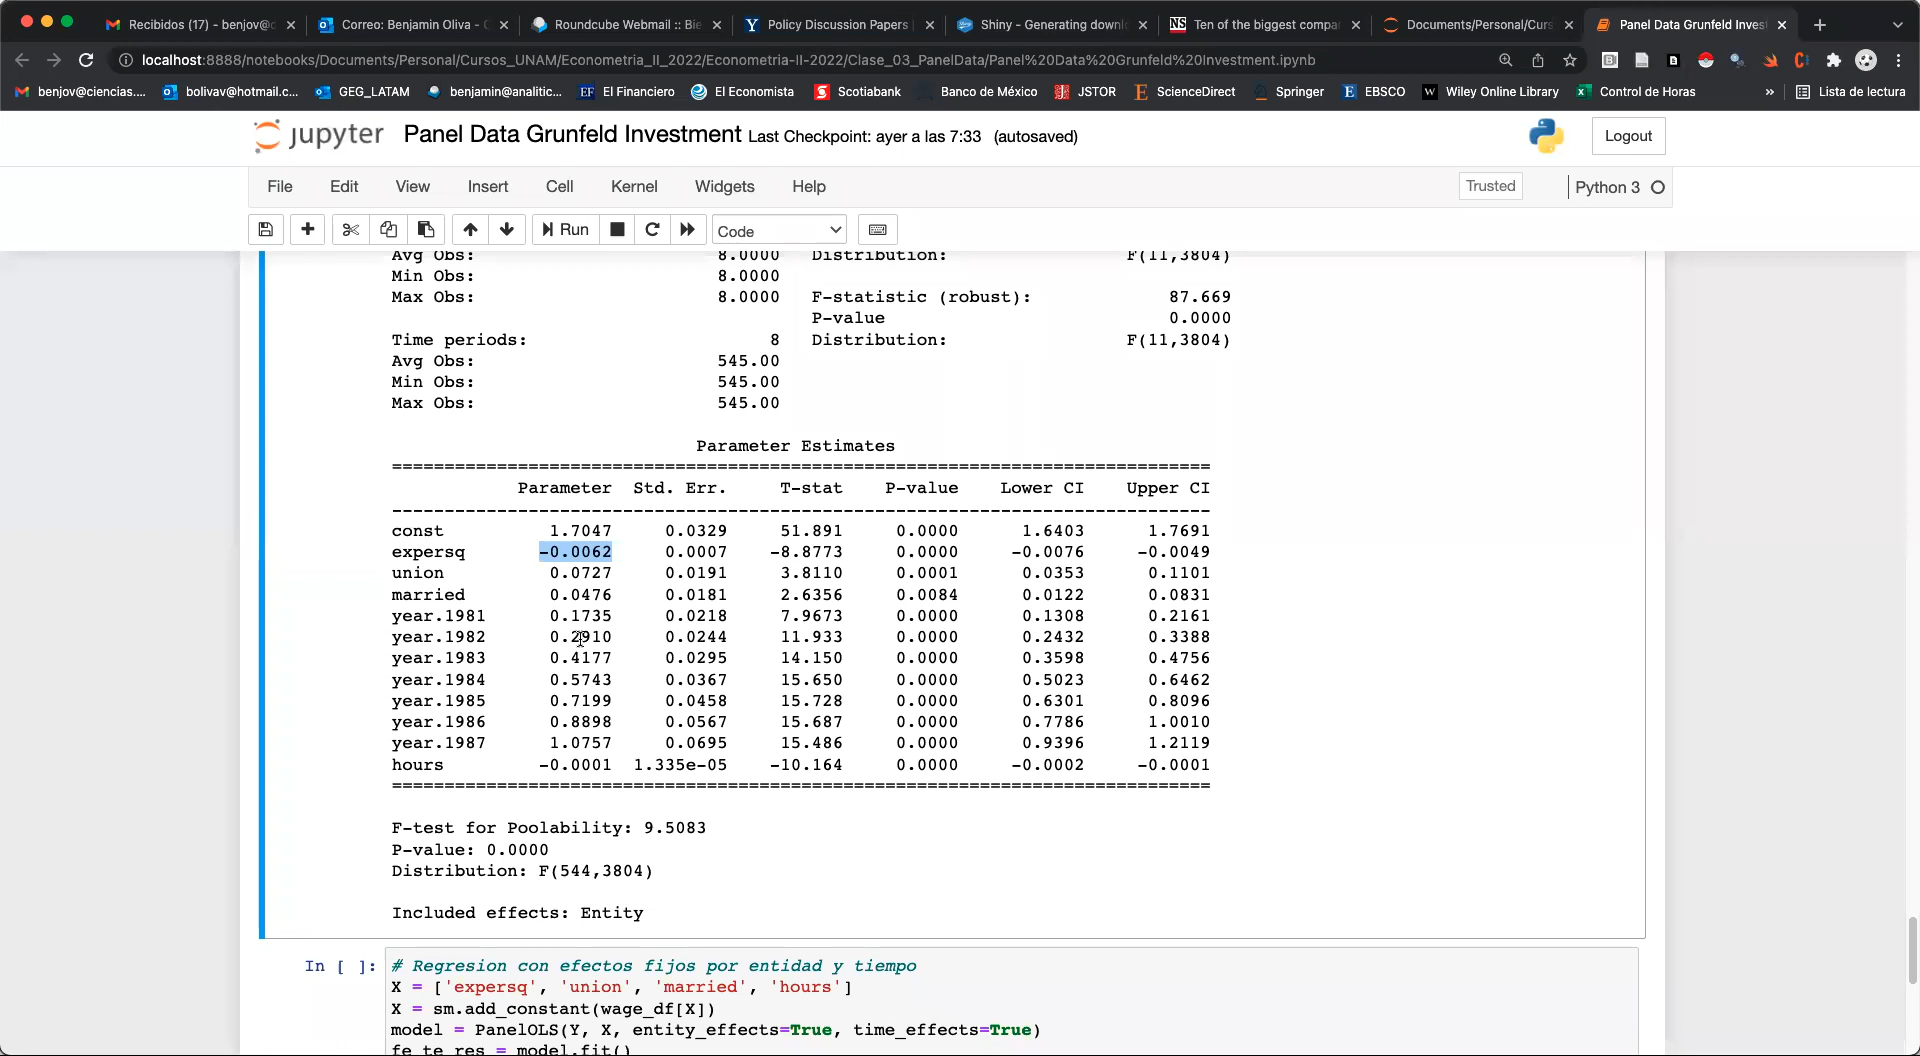 Recibidos (17) - benjov@c
Correo: Benjamin Oliva -
Roundcube Webmail :: Bie
Policy Discussion Papers
Shiny - Generating downl
Ten of the biggest compa
Documents/Personal/Curs
Panel Data Grunfeld Inves
localhost:8888/notebooks/Documents/Personal/Cursos_UNAM/Econometria_II_2022/Econometria-II-2022/Clase_03_PanelData/Panel%20Data%20Grunfeld%20Investment.ipynb
benjov@ciencias.... bolivav@hotmail.c... GEG_LATAM benjamin@analitic... El Financiero El Economista Scotiabank Banco de México JSTOR ScienceDirect Springer EBSCO Wiley Online Library Control de Horas » Lista de lectura
jupyter Panel Data Grunfeld Investment Last Checkpoint: ayer a las 7:33 (autosaved) Logout
File Edit View Insert Cell Kernel Widgets Help Trusted Python 3
Run Code
Avg Obs: 8.0000 Distribution: F(11,3804)
Min Obs: 8.0000
Max Obs: 8.0000 F-statistic (robust): 87.669
P-value 0.0000
Time periods: 8 Distribution: F(11,3804)
Avg Obs: 545.00
Min Obs: 545.00
Max Obs: 545.00
Parameter Estimates
==============================================================================
Parameter Std. Err. T-stat P-value Lower CI Upper CI
------------------------------------------------------------------------------
const 1.7047 0.0329 51.891 0.0000 1.6403 1.7691
expersq -0.0062 0.0007 -8.8773 0.0000 -0.0076 -0.0049
union 0.0727 0.0191 3.8110 0.0001 0.0353 0.1101
married 0.0476 0.0181 2.6356 0.0084 0.0122 0.0831
year.1981 0.1735 0.0218 7.9673 0.0000 0.1308 0.2161
year.1982 0.2910 0.0244 11.933 0.0000 0.2432 0.3388
year.1983 0.4177 0.0295 14.150 0.0000 0.3598 0.4756
year.1984 0.5743 0.0367 15.650 0.0000 0.5023 0.6462
year.1985 0.7199 0.0458 15.728 0.0000 0.6301 0.8096
year.1986 0.8898 0.0567 15.687 0.0000 0.7786 1.0010
year.1987 1.0757 0.0695 15.486 0.0000 0.9396 1.2119
hours -0.0001 1.335e-05 -10.164 0.0000 -0.0002 -0.0001
==============================================================================
F-test for Poolability: 9.5083
P-value: 0.0000
Distribution: F(544,3804)
Included effects: Entity
In [ ]: # Regresion con efectos fijos por entidad y tiempo
X = ['expersq', 'union', 'married', 'hours']
X = sm.add_constant(wage_df[X])
model = PanelOLS(Y, X, entity_effects=True, time_effects=True)
fe_te_res = model.fit()